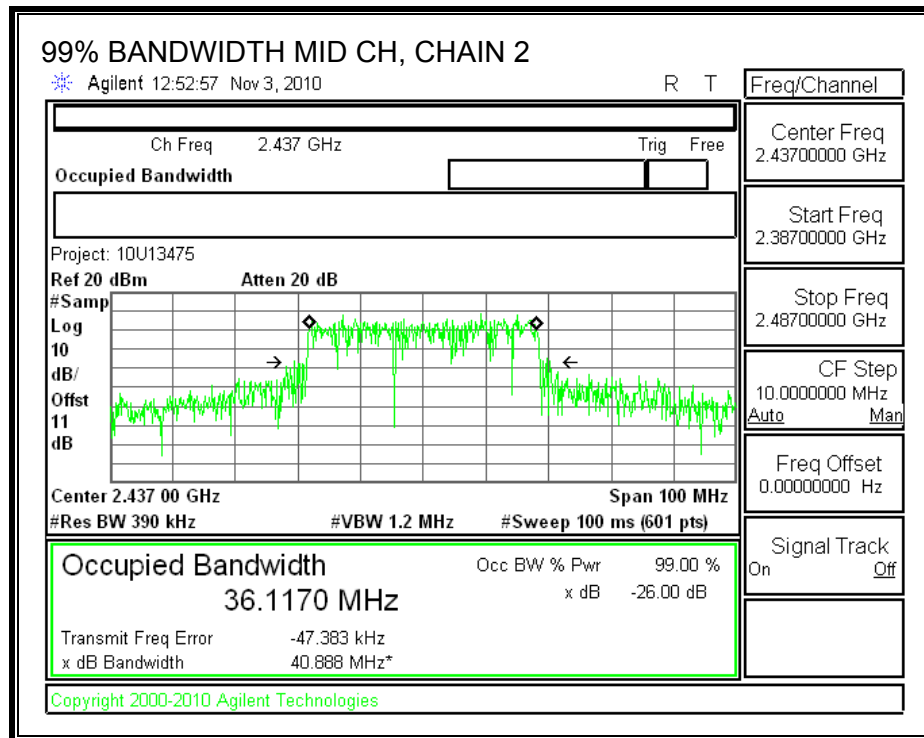 99% BANDWIDTH MID CH, CHAIN 2
Agilent 12:52:57 Nov 3, 2010 R T
Freq/Channel
Ch Freq 2.437 GHz Trig Free
Occupied Bandwidth
Center Freq
2.43700000 GHz
Start Freq
2.38700000 GHz
Stop Freq
2.48700000 GHz
CF Step
10.0000000 MHz
Auto Man
Freq Offset
0.00000000 Hz
Signal Track
On Off
Project: 10U13475
Ref 20 dBm Atten 20 dB
#Samp
Log
10
dB/
Offst
11
dB
Center 2.437 00 GHz Span 100 MHz
#Res BW 390 kHz #VBW 1.2 MHz #Sweep 100 ms (601 pts)
Occupied Bandwidth Occ BW % Pwr 99.00 %
36.1170 MHz x dB -26.00 dB
Transmit Freq Error -47.383 kHz
x dB Bandwidth 40.888 MHz*
Copyright 2000-2010 Agilent Technologies